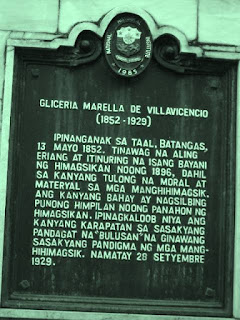 1985
GLICERIA MARELLA DE VILLAVICENCIO
(1852-1929)
IPINANGANAK SA TAAL, BATANGAS,
13 MAYO 1852. TINAWAG NA ALING
ERIANG AT ITINURING NA ISANG BAYANI
NG HIMAGSIKAN NOONG 1896, DAHIL
SA KANYANG TULONG NA MORAL AT
MATERYAL SA MGA MANGHIHIMAGSIK.
ANG KANYANG BAHAY AY NAGSILBING
PUNONG HIMPILAN NOONG PANAHON NG
HIMAGSIKAN. IPINAGKALOOB NIYA ANG
KANYANG KARAPATAN SA SASAKYANG
PANDAGAT NA "BULUSAN" NA GINAWANG
SASAKYANG PANDIGMA NG MGA MANG-
HIHIMAGSIK. NAMATAY 28 SETYEMBRE
1929.